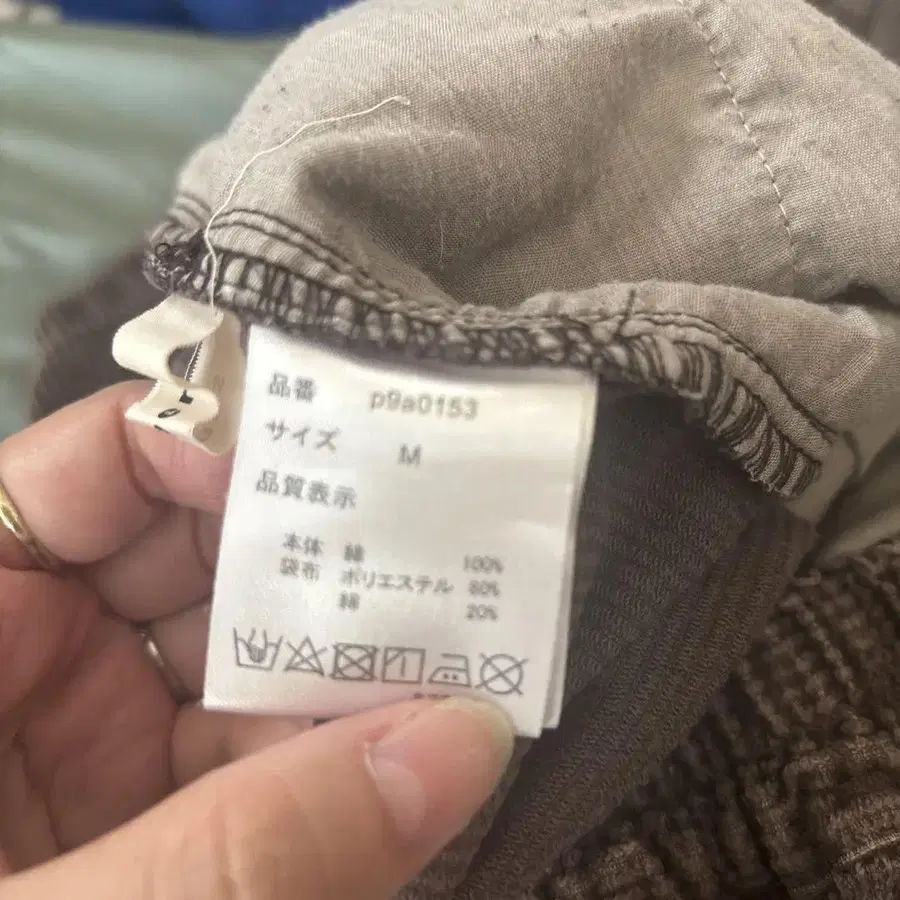 品番 p9a0153
サイズ M
品質表示
本体 綿 100%
袋布 ポリエステル 80%
綿 20%